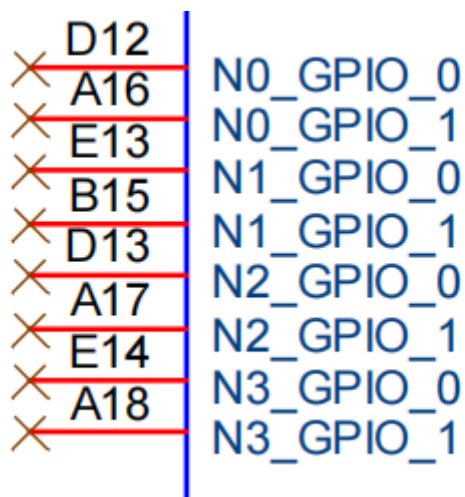 D12 N0_GPIO_0
A16 N0_GPIO_1
E13 N1_GPIO_0
B15 N1_GPIO_1
D13 N2_GPIO_0
A17 N2_GPIO_1
E14 N3_GPIO_0
A18 N3_GPIO_1